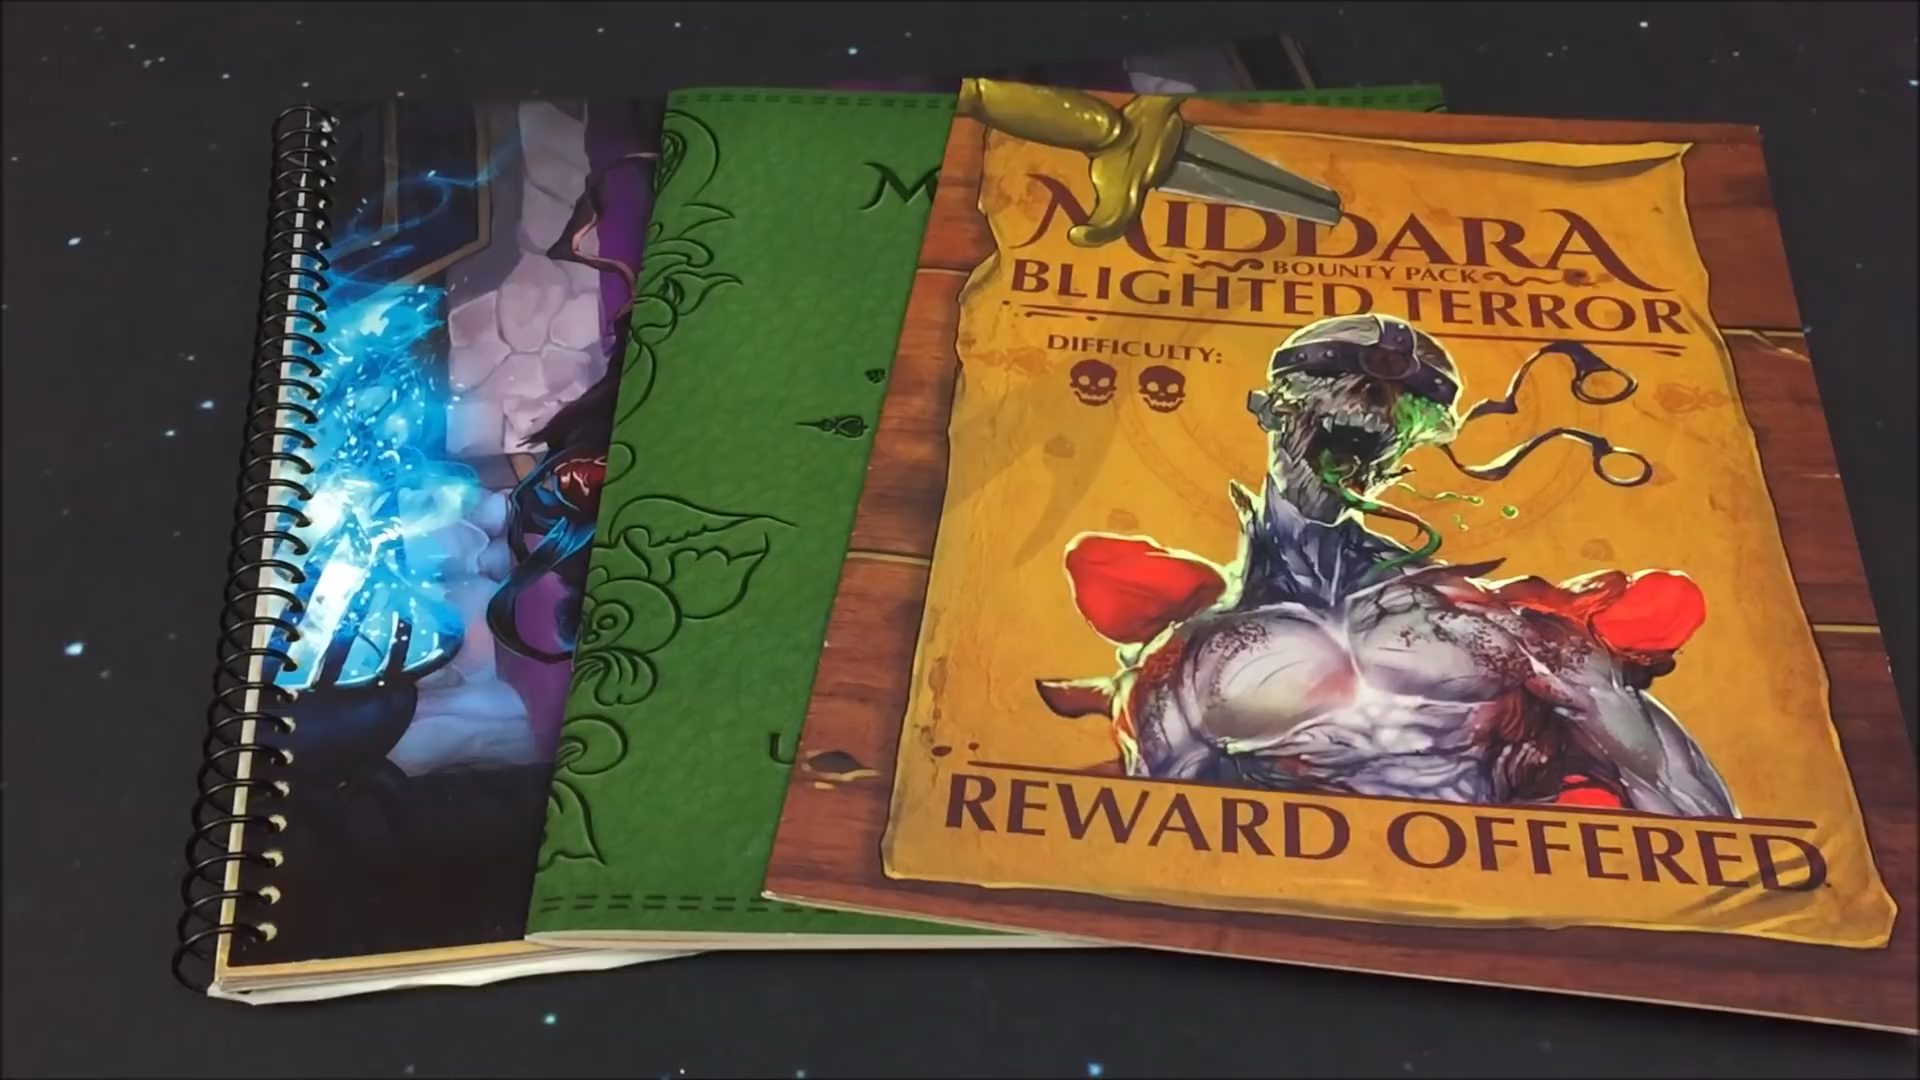 MIDDARA
BOUNTY PACK
BLIGHTED TERROR
DIFFICULTY:
REWARD OFFERED
M
U